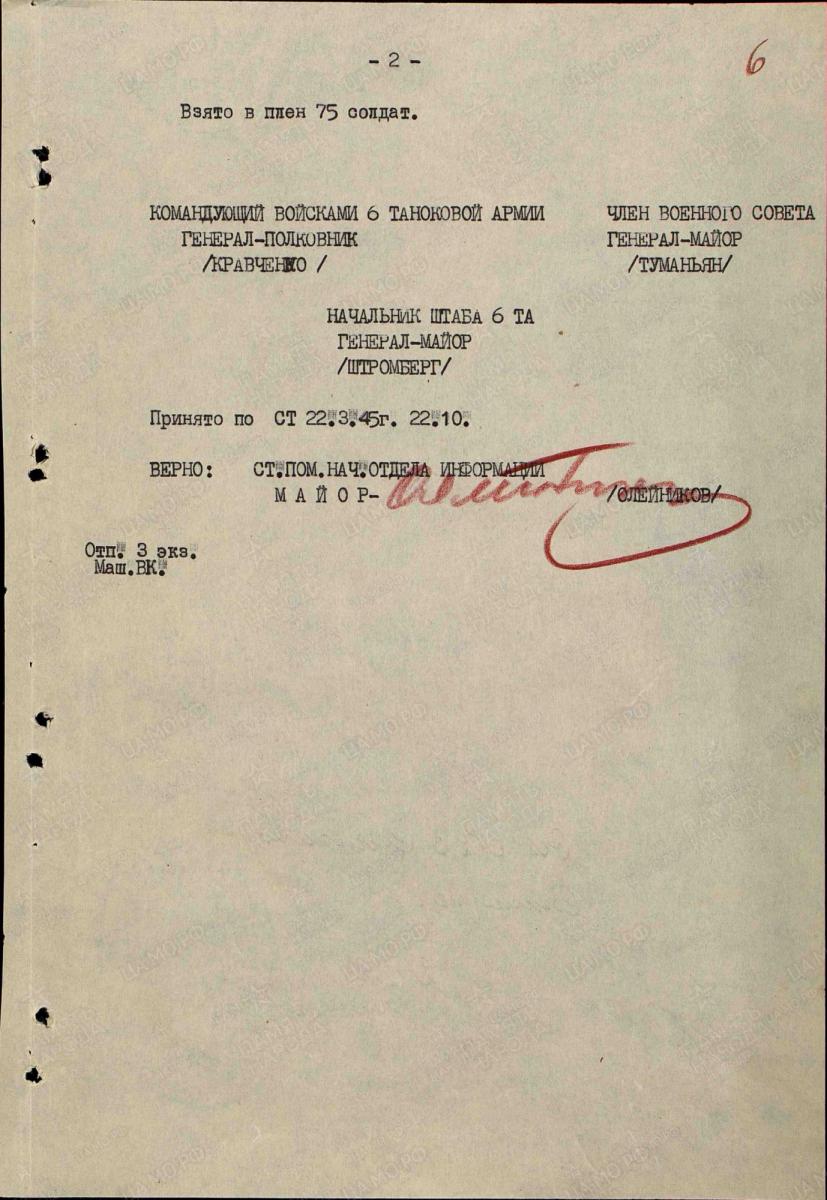 - 2 -
6
Взято в плен 75 солдат.
КОМАНДУЮЩИЙ ВОЙСКАМИ 6 ТАНОКОВОЙ АРМИИ ЧЛЕН ВОЕННОГО СОВЕТА
ГЕНЕРАЛ-ПОЛКОВНИК ГЕНЕРАЛ-МАЙОР
/КРАВЧЕНКО / /ТУМАНЬЯН/
НАЧАЛЬНИК ШТАБА 6 ТА
ГЕНЕРАЛ-МАЙОР
/ШТРОМБЕРГ/
Принято по СТ 22.3.45г. 22.10.
ВЕРНО: СТ.ПОМ.НАЧ.ОТДЕЛА ИНФОРМАЦИИ
М А Й О Р- /ОЛЕЙНИКОВ/
Отп. 3 экз.
Маш.ВК.